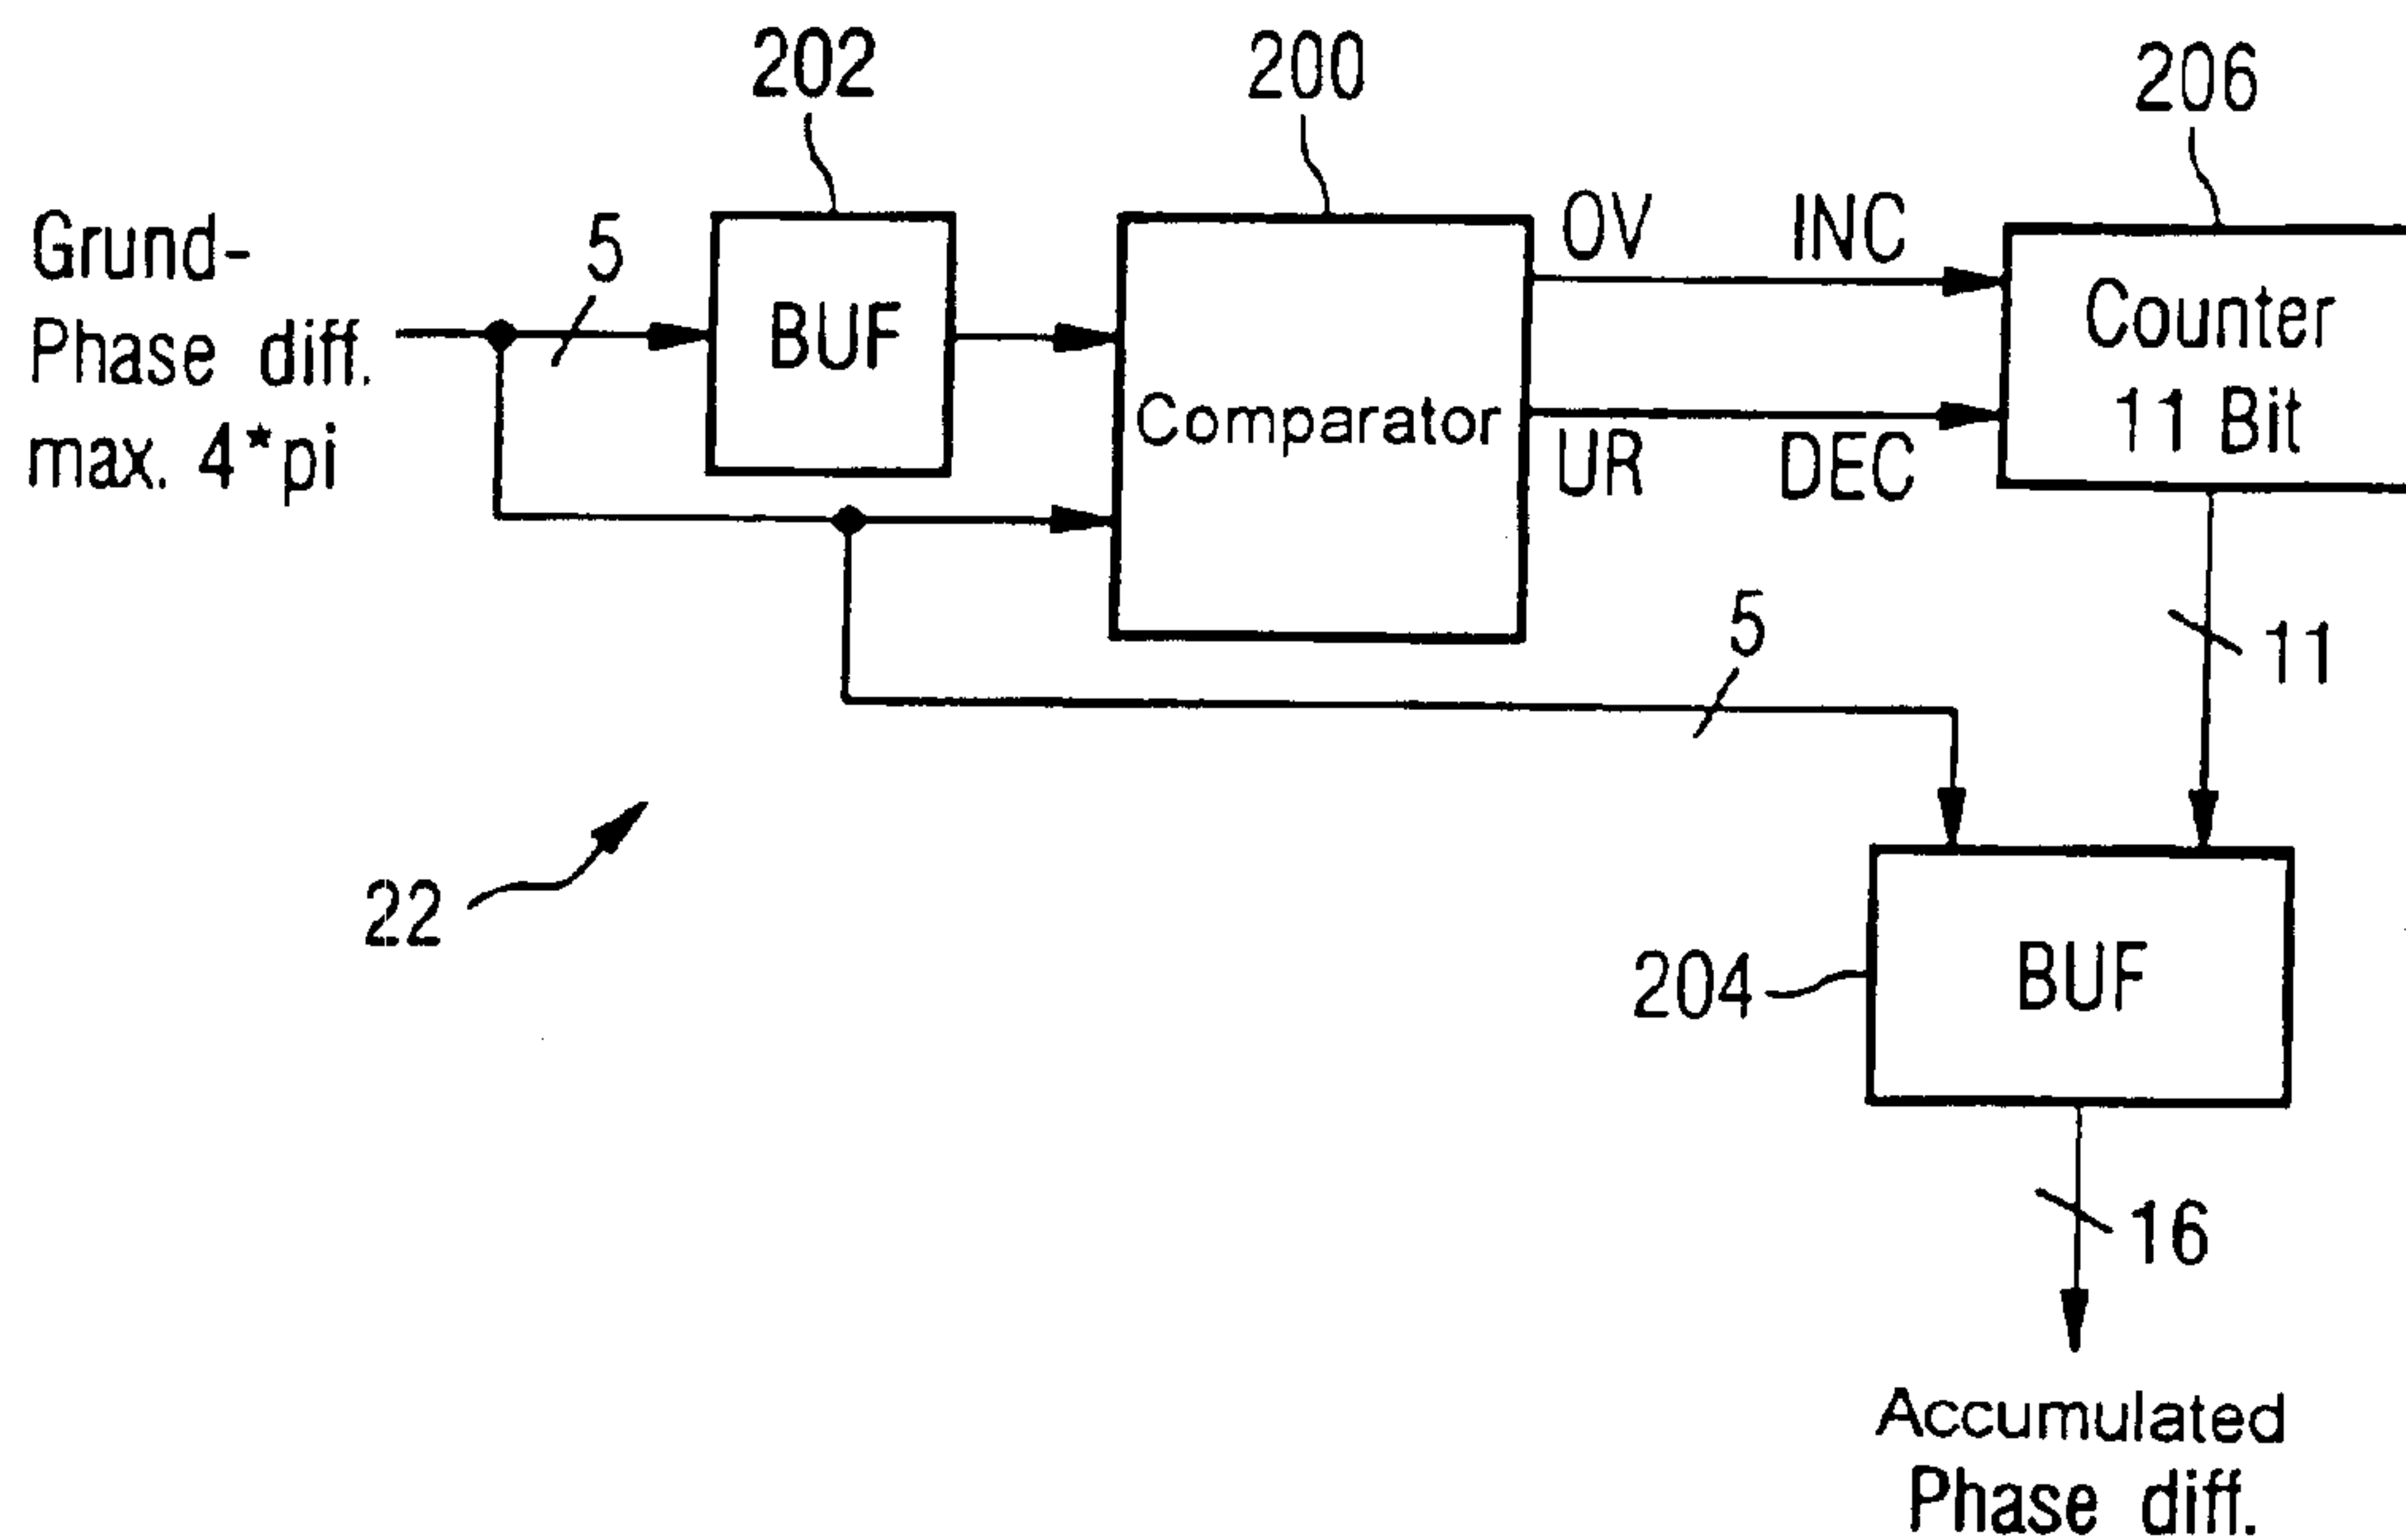 202
200
206
Grund-
Phase diff.
max. 4*pi
5
BUF
Comparator
OV
INC
UR
DEC
Counter
11 Bit
5
11
22
204
BUF
16
Accumulated
Phase diff.